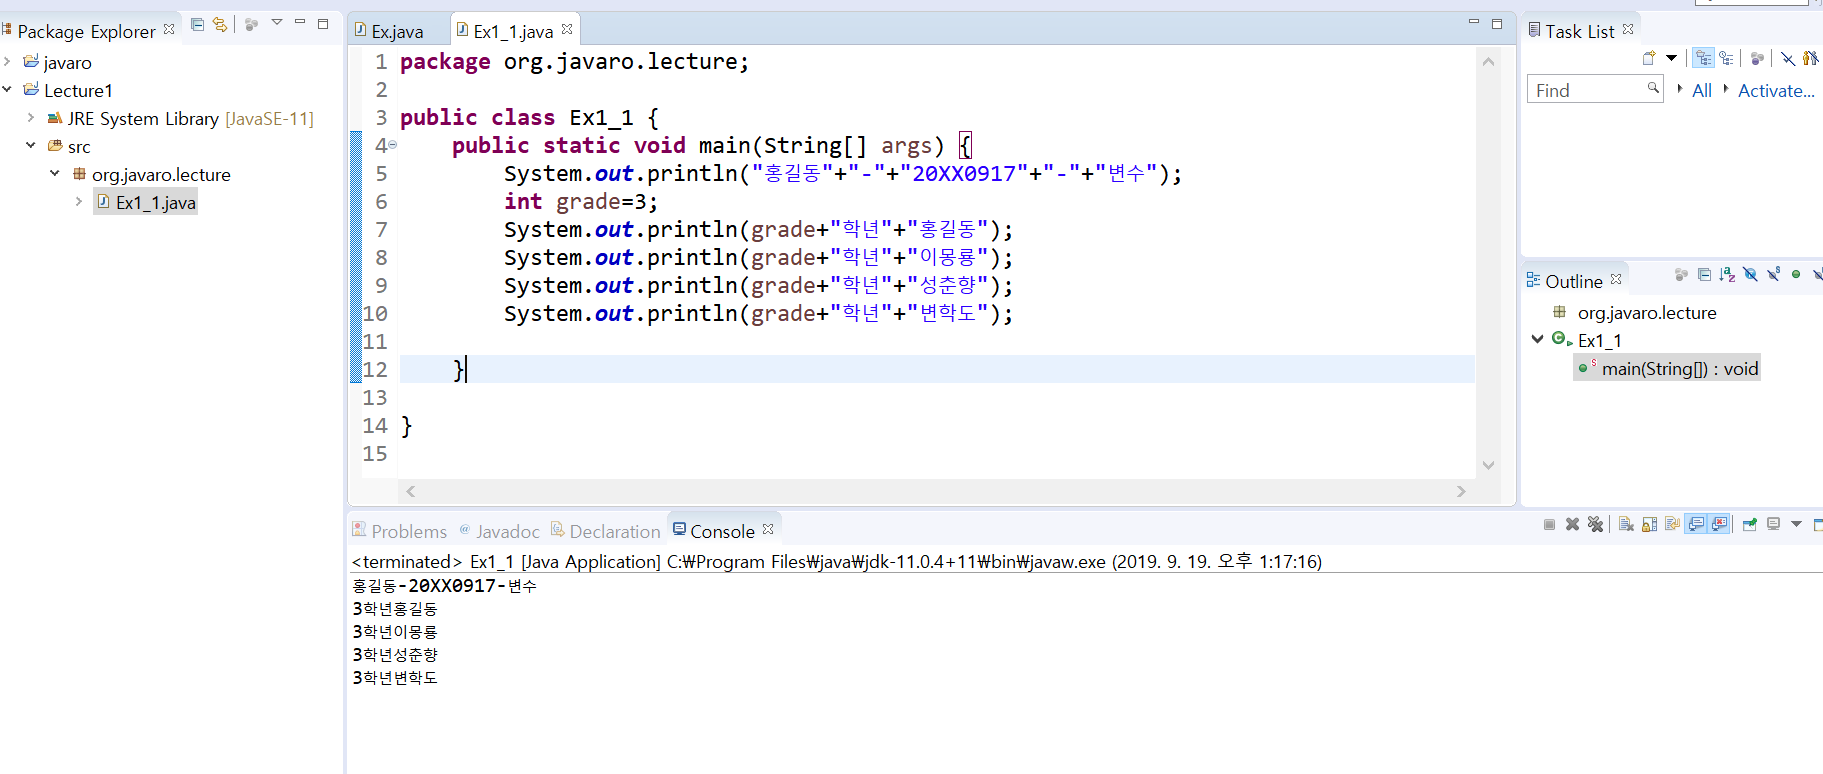 Package Explorer
javaro
Lecture1
JRE System Library [JavaSE-11]
src
org.javaro.lecture
Ex1_1.java
Ex.java
Ex1_1.java
1 package org.javaro.lecture;
2
3 public class Ex1_1 {
4 public static void main(String[] args) {
5 System.out.println("홍길동"+"-"+"20XX0917"+"-"+"변수");
6 int grade=3;
7 System.out.println(grade+"학년"+"홍길동");
8 System.out.println(grade+"학년"+"이몽룡");
9 System.out.println(grade+"학년"+"성춘향");
10 System.out.println(grade+"학년"+"변학도");
11
12 }
13
14 }
15
Task List
Find
All
Activate...
Outline
org.javaro.lecture
Ex1_1
main(String[]) : void
Problems
@ Javadoc
Declaration
Console
<terminated> Ex1_1 [Java Application] C:₩Program Files₩java₩jdk-11.0.4+11₩bin₩javaw.exe (2019. 9. 19. 오후 1:17:16)
홍길동-20XX0917-변수
3학년홍길동
3학년이몽룡
3학년성춘향
3학년변학도